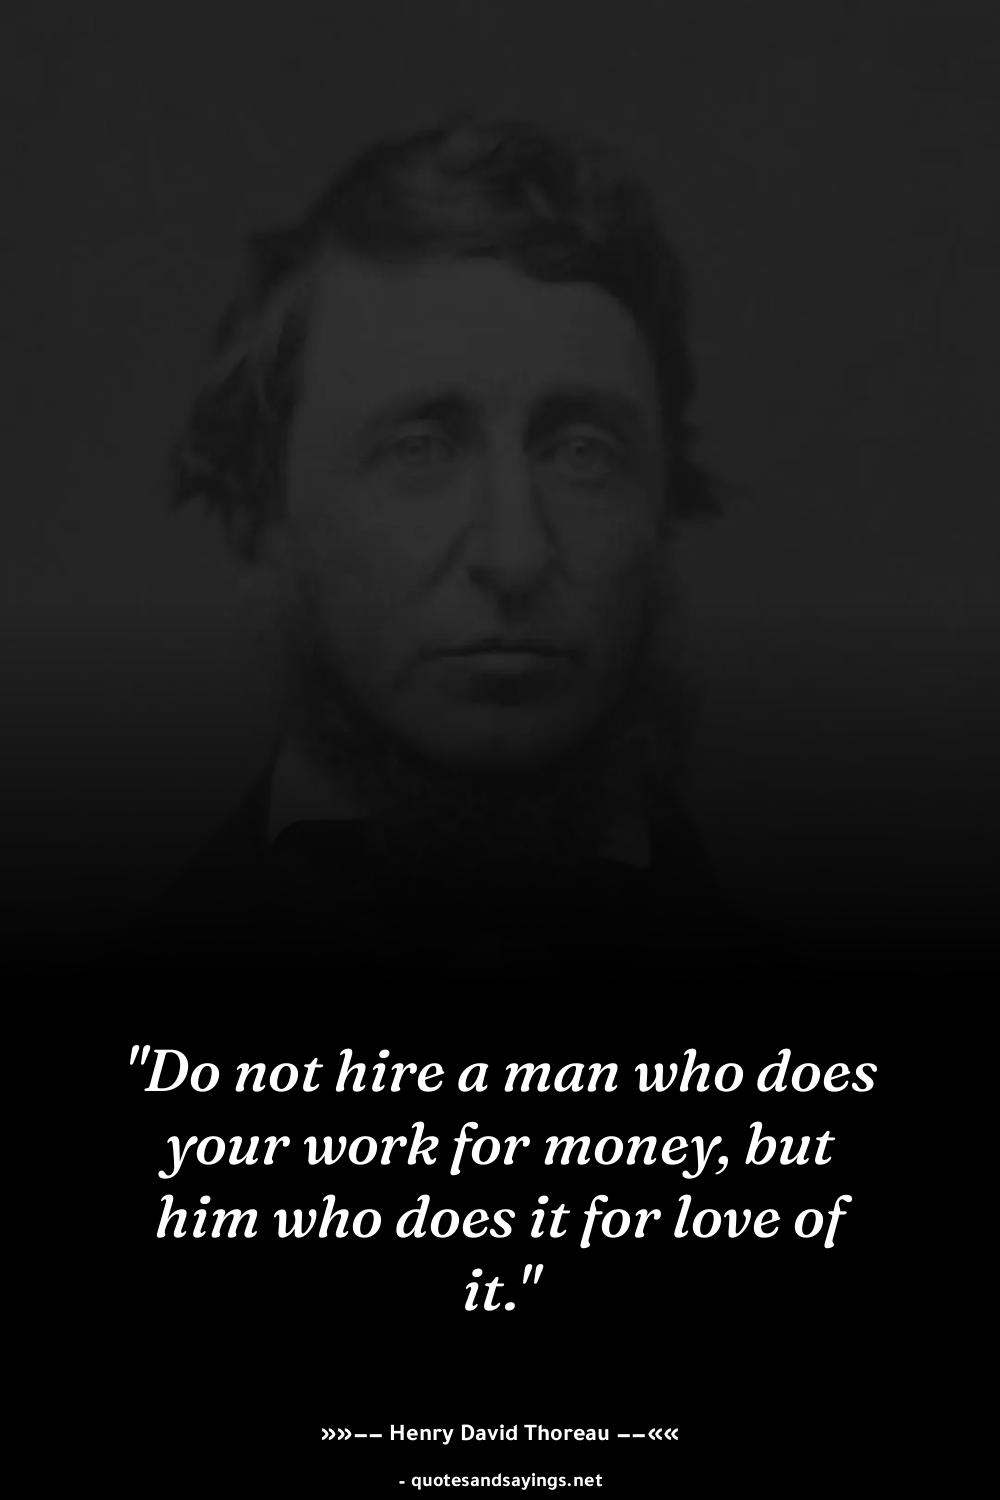 "Do not hire a man who does
your work for money, but
him who does it for love of
it."
»»—— Henry David Thoreau ——««
- quotesandsayings.net